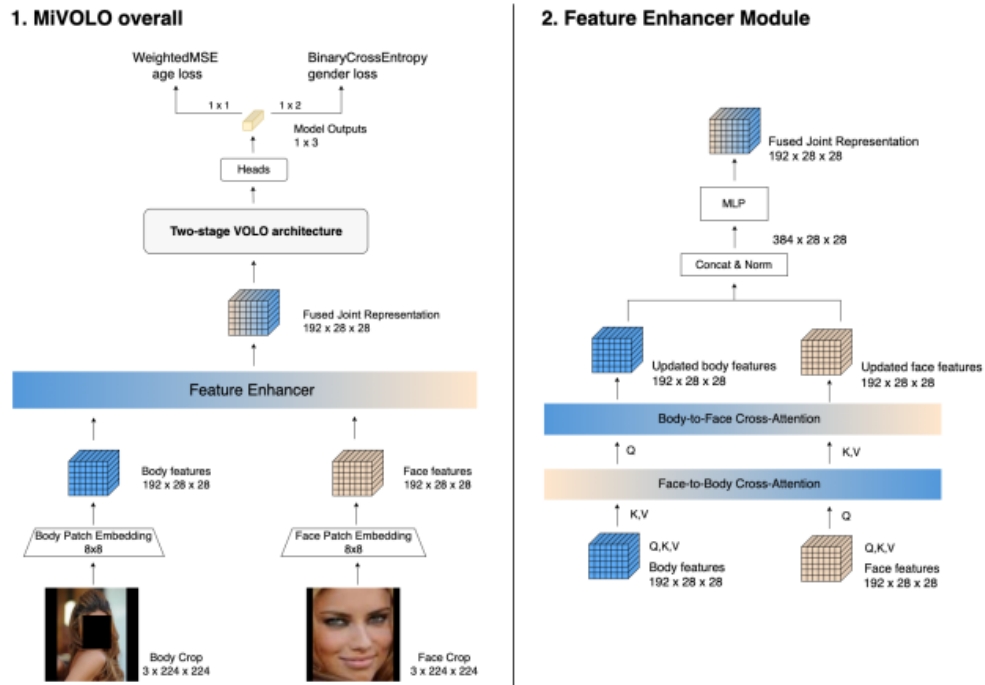 1. MiVOLO overall
WeightedMSE
age loss
BinaryCrossEntropy
gender loss
1 x 1
1 x 2
Model Outputs
1 x 3
Heads
Two-stage VOLO architecture
Fused Joint Representation
192 x 28 x 28
Feature Enhancer
Body features
192 x 28 x 28
Face features
192 x 28 x 28
Body Patch Embedding
8x8
Face Patch Embedding
8x8
Body Crop
3 x 224 x 224
Face Crop
3 x 224 x 224
2. Feature Enhancer Module
Fused Joint Representation
192 x 28 x 28
MLP
384 x 28 x 28
Concat & Norm
Updated body features
192 x 28 x 28
Updated face features
192 x 28 x 28
Body-to-Face Cross-Attention
Q
K,V
Face-to-Body Cross-Attention
K,V
Q
Q,K,V
Body features
192 x 28 x 28
Q,K,V
Face features
192 x 28 x 28